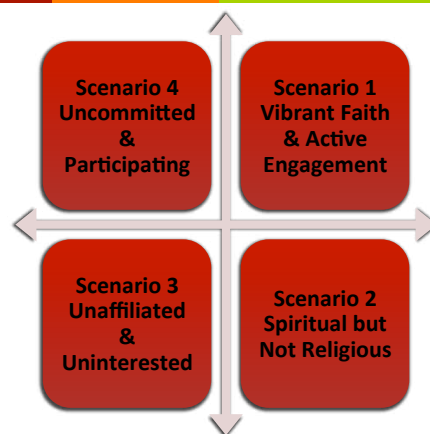 Scenario 4
Uncommitted
&
Participating
Scenario 1
Vibrant Faith
& Active
Engagement
Scenario 3
Unaffiliated
&
Uninterested
Scenario 2
Spiritual but
Not Religious